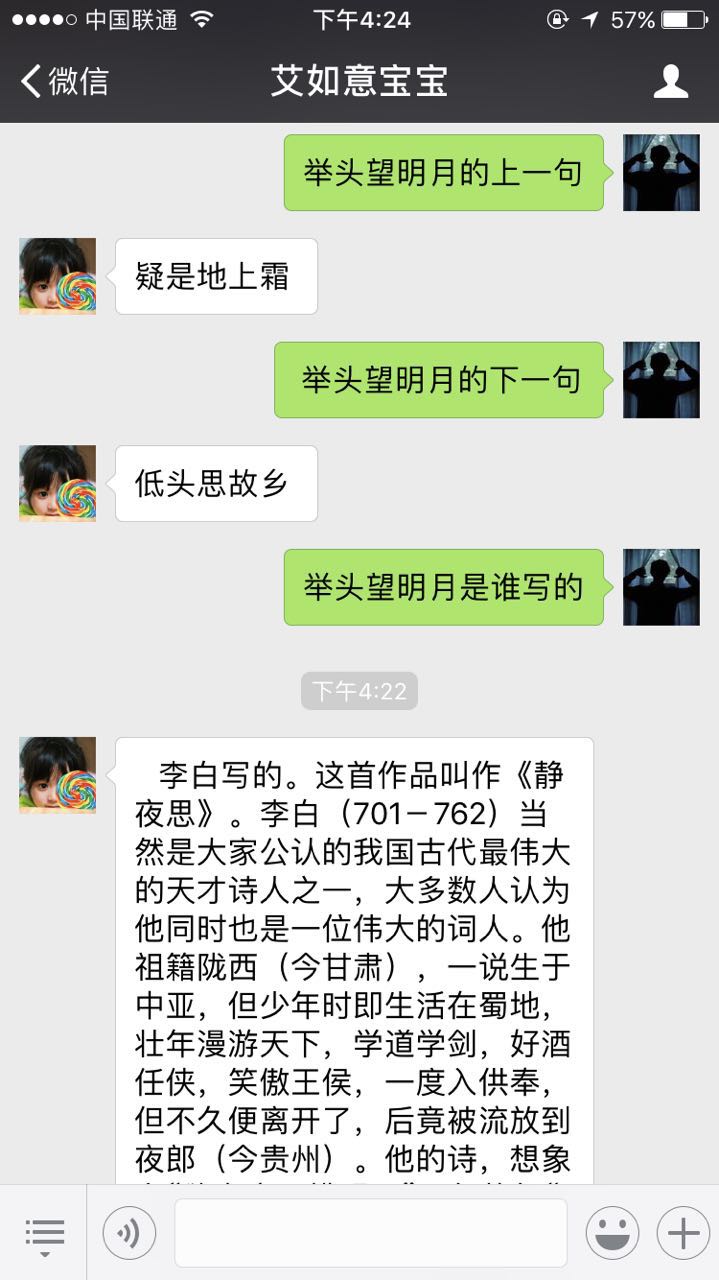 中国联通
下午4:24
57%
微信
艾如意宝宝
举头望明月的上一句
疑是地上霜
举头望明月的下一句
低头思故乡
举头望明月是谁写的
下午4:22
李白写的。这首作品叫作《静
夜思》。李白（701－762）当
然是大家公认的我国古代最伟大
的天才诗人之一，大多数人认为
他同时也是一位伟大的词人。他
祖籍陇西（今甘肃），一说生于
中亚，但少年时即生活在蜀地，
壮年漫游天下，学道学剑，好酒
任侠，笑傲王侯，一度入供奉，
但不久便离开了，后竟被流放到
夜郎（今贵州）。他的诗，想象